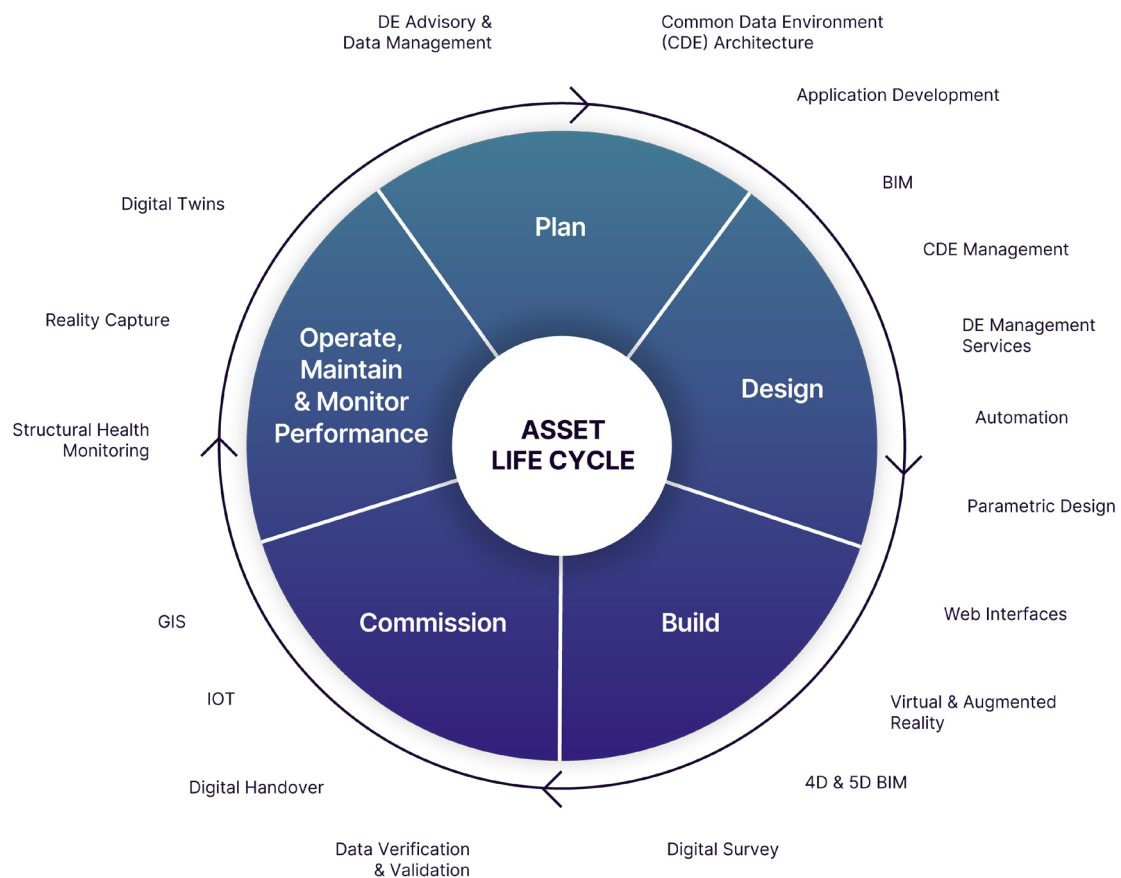 DE Advisory &
Data Management
Common Data Environment
(CDE) Architecture
Application Development
BIM
CDE Management
DE Management
Services
Automation
Parametric Design
Web Interfaces
Virtual & Augmented
Reality
4D & 5D BIM
Digital Survey
Data Verification
& Validation
Digital Handover
IOT
GIS
Structural Health
Monitoring
Reality Capture
Digital Twins
Plan
Design
Build
Commission
Operate,
Maintain
& Monitor
Performance
ASSET
LIFE CYCLE